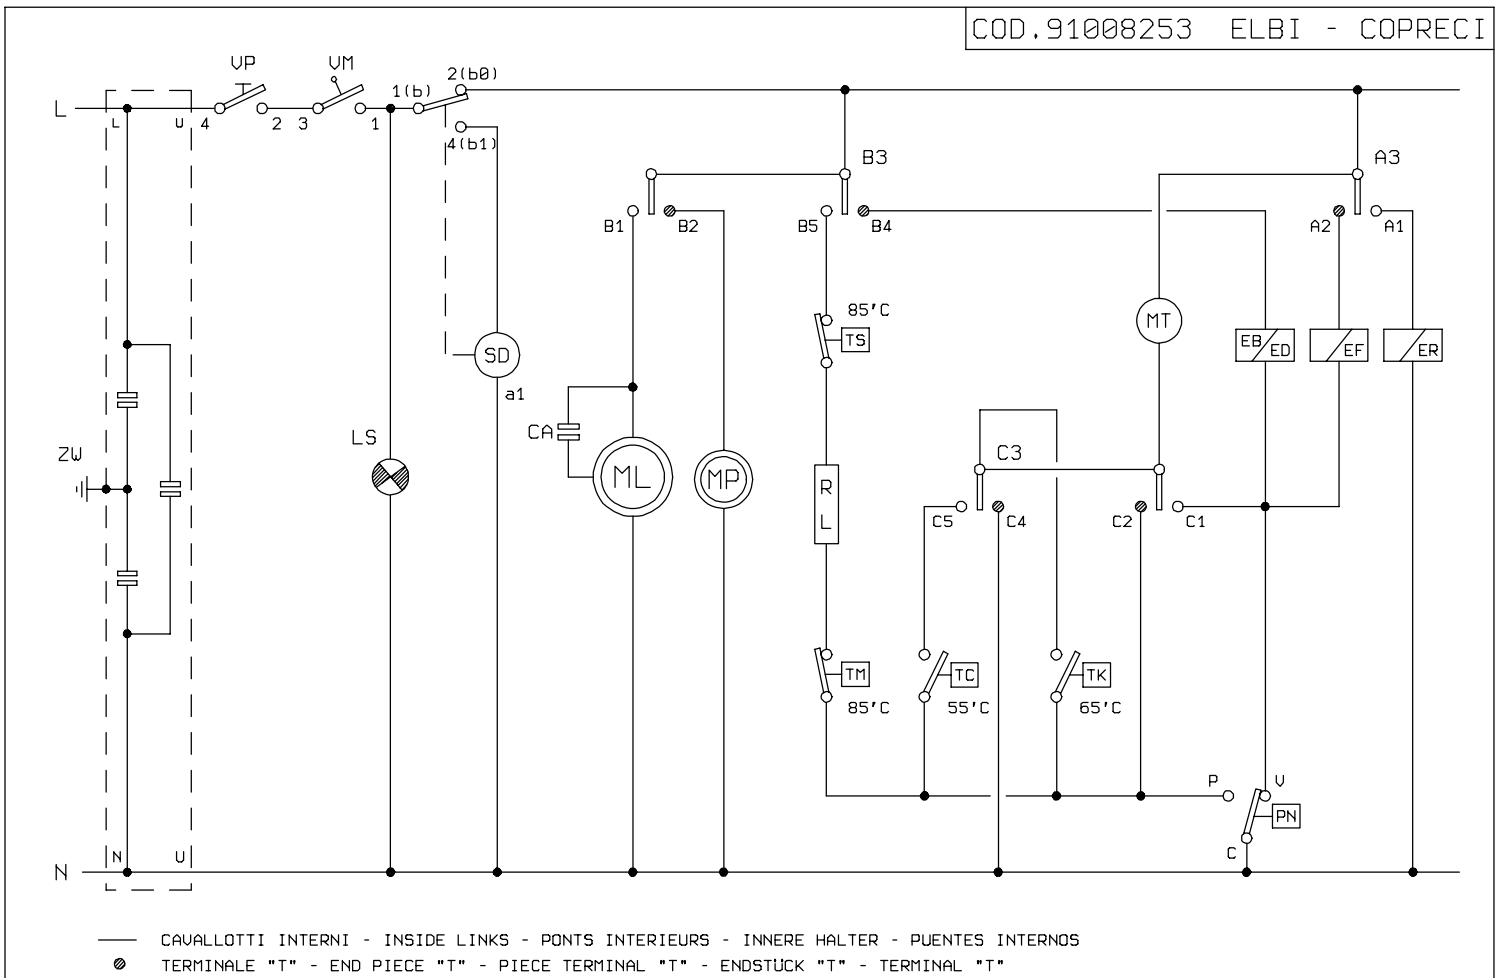 COD.91008253 ELBI - COPRECI
VP
VM
2(b0)
1(b)
L
L
U
4
2
3
1
4(b1)
B3
A3
B1
B2
B5
B4
A2
A1
85'C
TS
MT
EB/ED
EF
ER
SD
a1
CA
LS
ZW
C3
ML
MP
RL
C5
C4
C2
C1
TM
TC
TK
85'C
55'C
65'C
P
V
PN
N
N
U
C
CAVALLOTTI INTERNI - INSIDE LINKS - PONTS INTERIEURS - INNERE HALTER - PUENTES INTERNOS
TERMINALE "T" - END PIECE "T" - PIECE TERMINAL "T" - ENDSTÜCK "T" - TERMINAL "T"